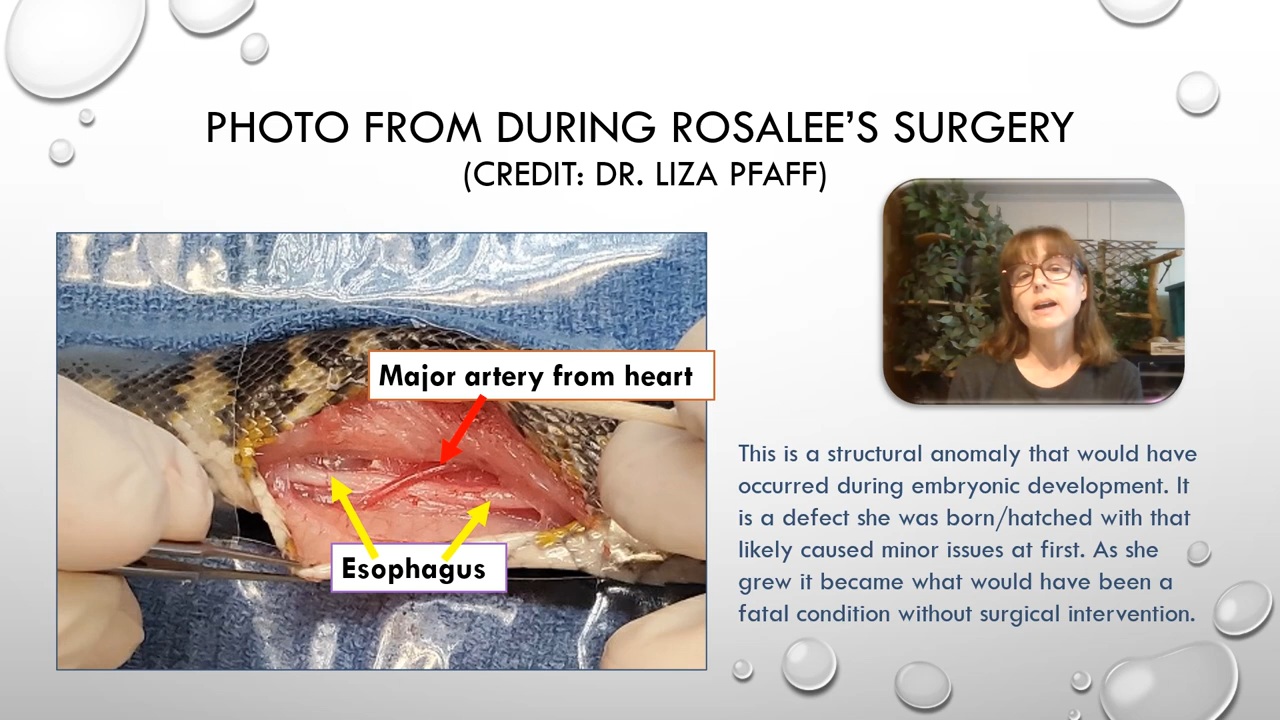 PHOTO FROM DURING ROSALEE’S SURGERY
(CREDIT: DR. LIZA PFAFF)
Major artery from heart
Esophagus
This is a structural anomaly that would have
occurred during embryonic development. It
is a defect she was born/hatched with that
likely caused minor issues at first. As she
grew it became what would have been a
fatal condition without surgical intervention.